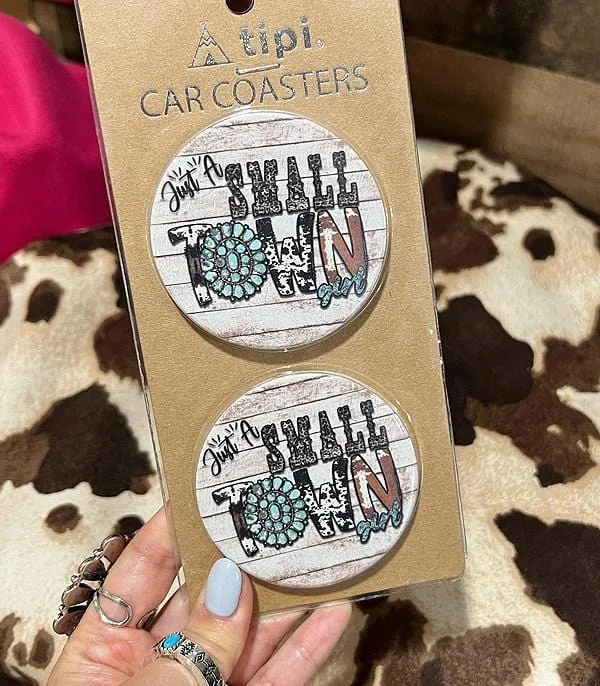 tipi.
CAR COASTERS
Just A
SMALL
TOWN
girl
Just A
SMALL
TOWN
girl